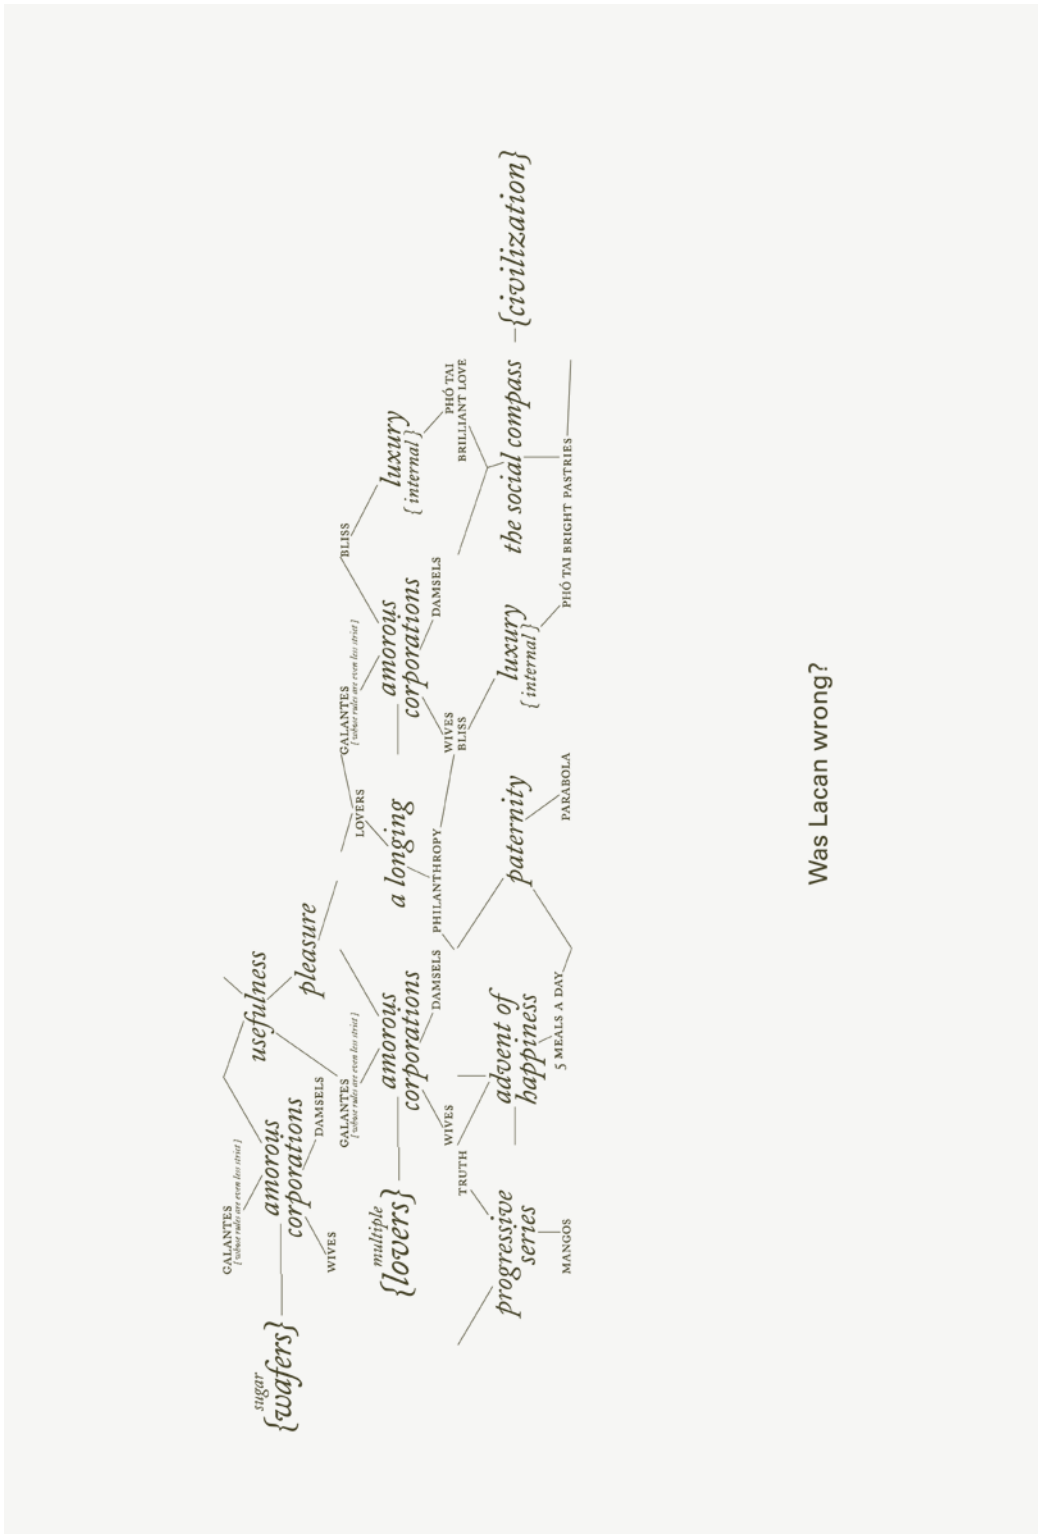 sugar
{wafers}
GALANTES
[ whose rules are even less strict ]
amorous
corporations
WIVES
DAMSELS
usefulness
pleasure
multiple
{lovers}
GALANTES
[ whose rules are even less strict ]
amorous
corporations
WIVES
DAMSELS
LOVERS
a longing
PHILANTHROPY
GALANTES
[ whose rules are even less strict ]
amorous
corporations
WIVES
BLISS
DAMSELS
BLISS
luxury
{ internal }
PHÓ TAI
BRILLIANT LOVE
TRUTH
progressive
series
MANGOS
advent of
happiness
5 MEALS A DAY
paternity
PARABOLA
luxury
{ internal }
PHÓ TAI BRIGHT PASTRIES
the social compass
{civilization}
Was Lacan wrong?